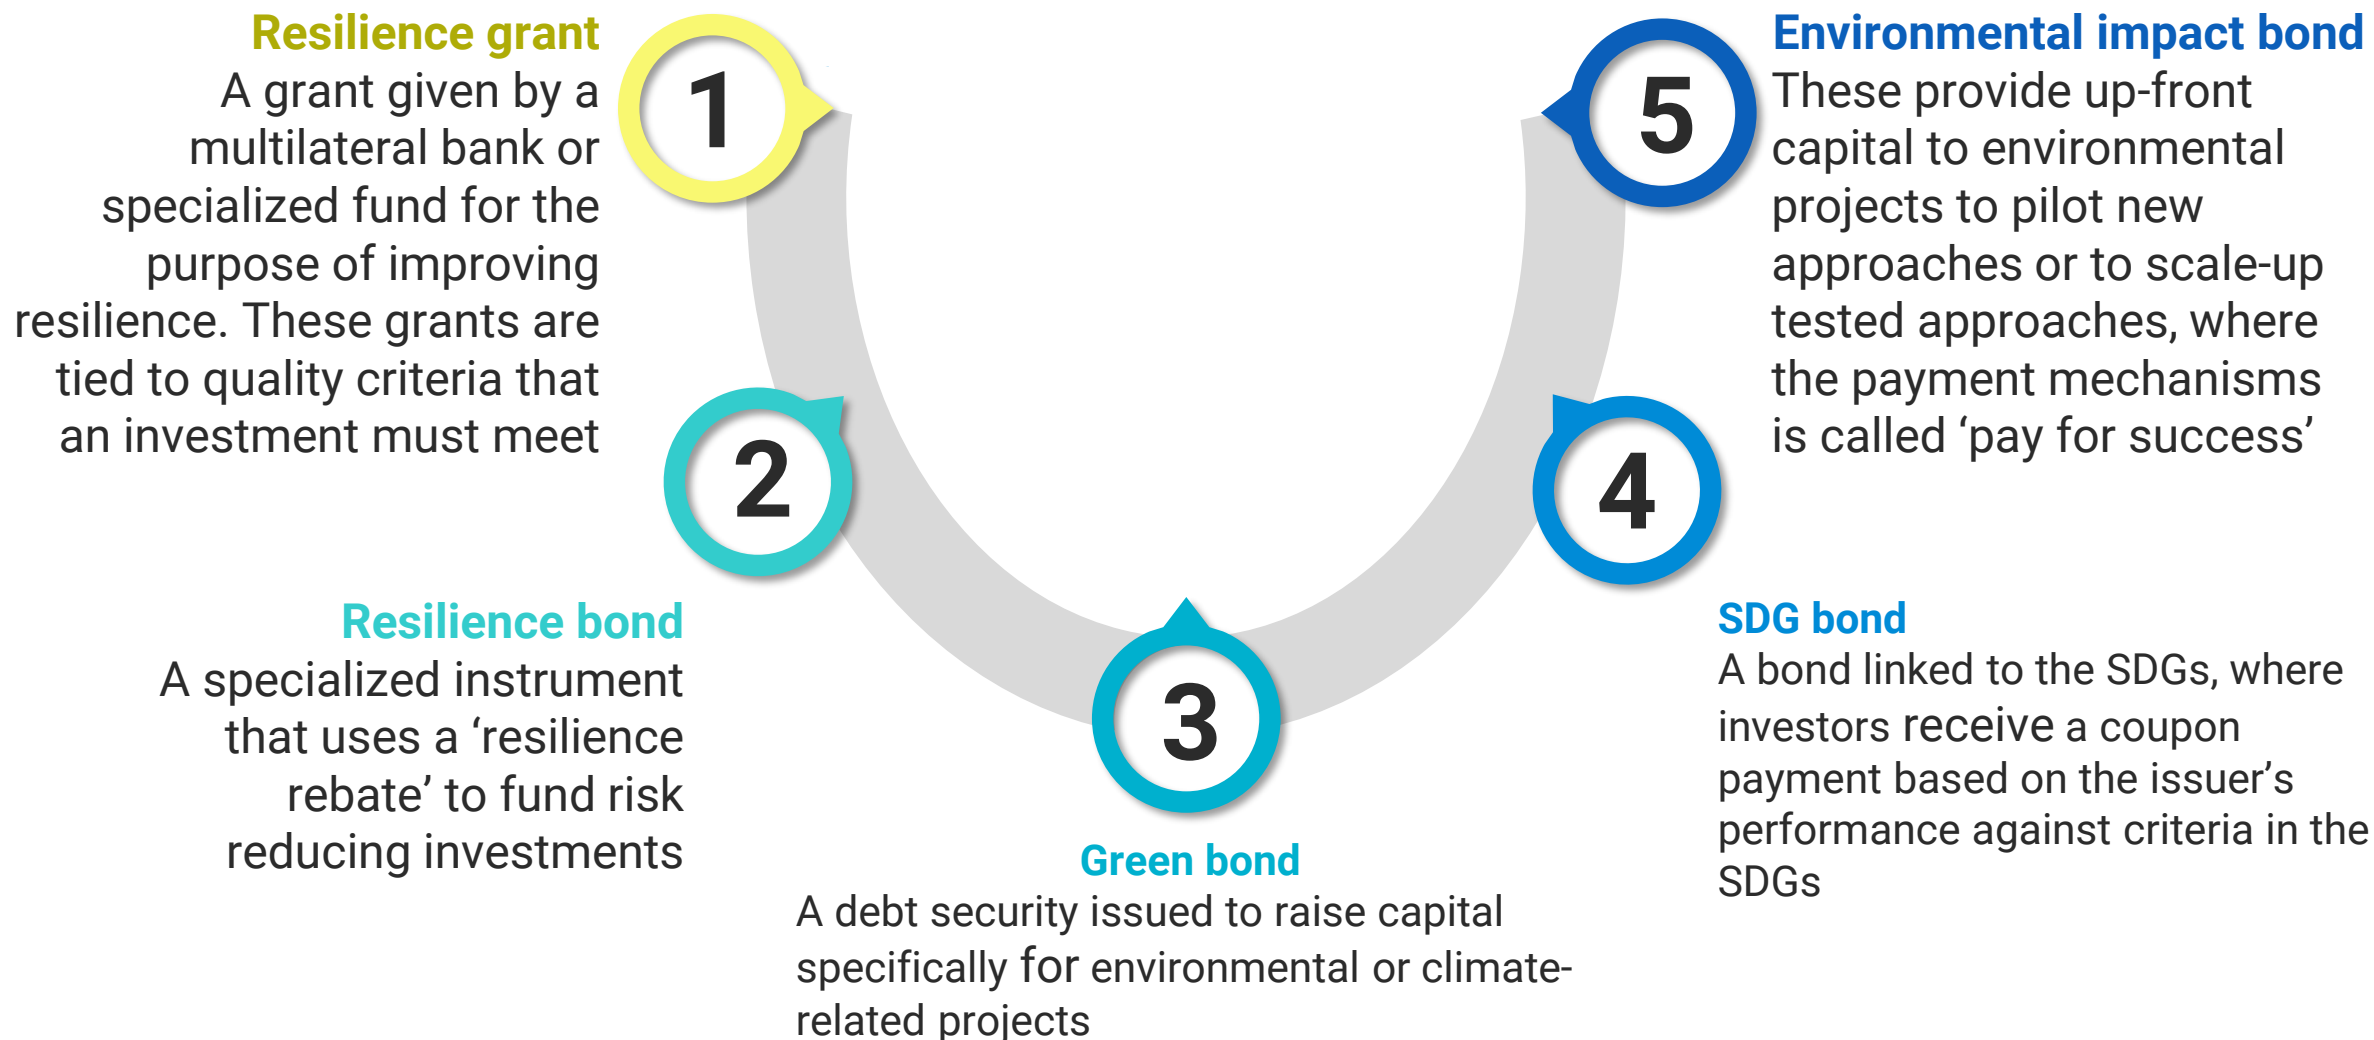 Resilience grant
A grant given by a
multilateral bank or
specialized fund for the
purpose of improving
resilience. These grants are
tied to quality criteria that
an investment must meet
1
2
Resilience bond
A specialized instrument
that uses a ‘resilience
rebate’ to fund risk
reducing investments
3
Green bond
A debt security issued to raise capital
specifically for environmental or climate-
related projects
4
SDG bond
A bond linked to the SDGs, where
investors receive a coupon
payment based on the issuer’s
performance against criteria in the
SDGs
5
Environmental impact bond
These provide up-front
capital to environmental
projects to pilot new
approaches or to scale-up
tested approaches, where
the payment mechanisms
is called ‘pay for success’